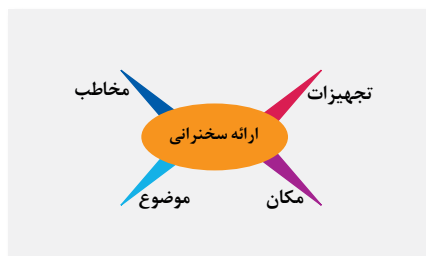 تجهیزات
مخاطب
ارائه سخنرانی
مکان
موضوع